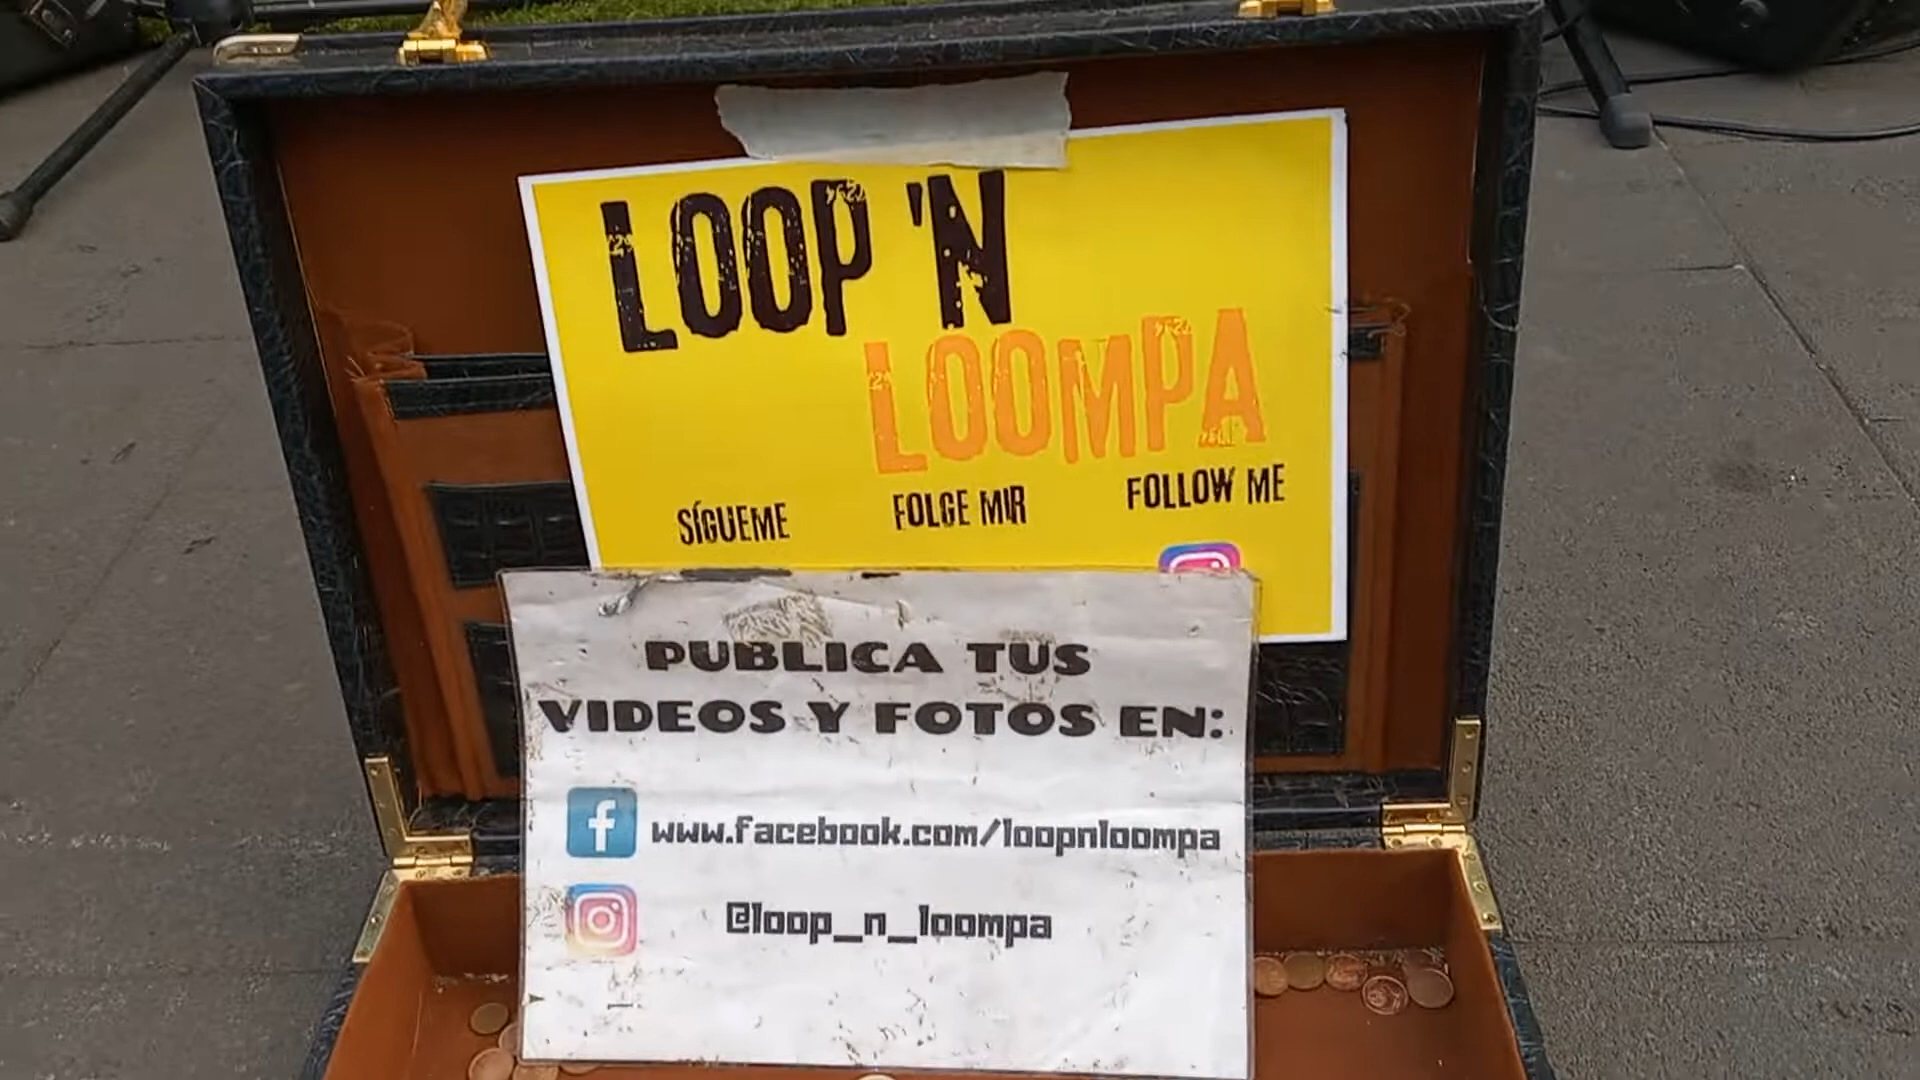 LOOP 'N
LOOMPA
SÍGUEME FOLGE MIR FOLLOW ME
PUBLICA TUS
VIDEOS Y FOTOS EN:
www.facebook.com/loopnloompa
@loop_n_loompa